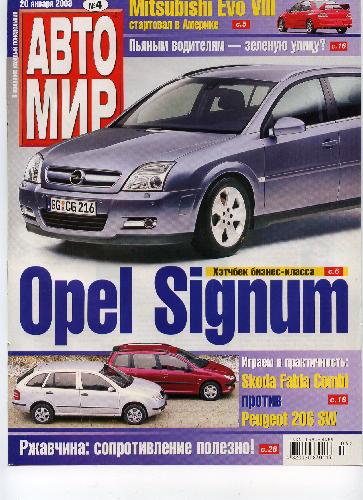 20 января 2003
№4
Mitsubishi Evo VIII
стартовал в Америке
с.5
Пьяным водителям — зеленую улицу?
с.16
АВТО
МИР
GG CG 216
Хэтчбек бизнес-класса
с.6
Opel Signum
Играем в практичность:
Skoda Fabia Combi
против
с.18
Peugeot 206 SW
Ржавчина: сопротивление полезно!
с.26